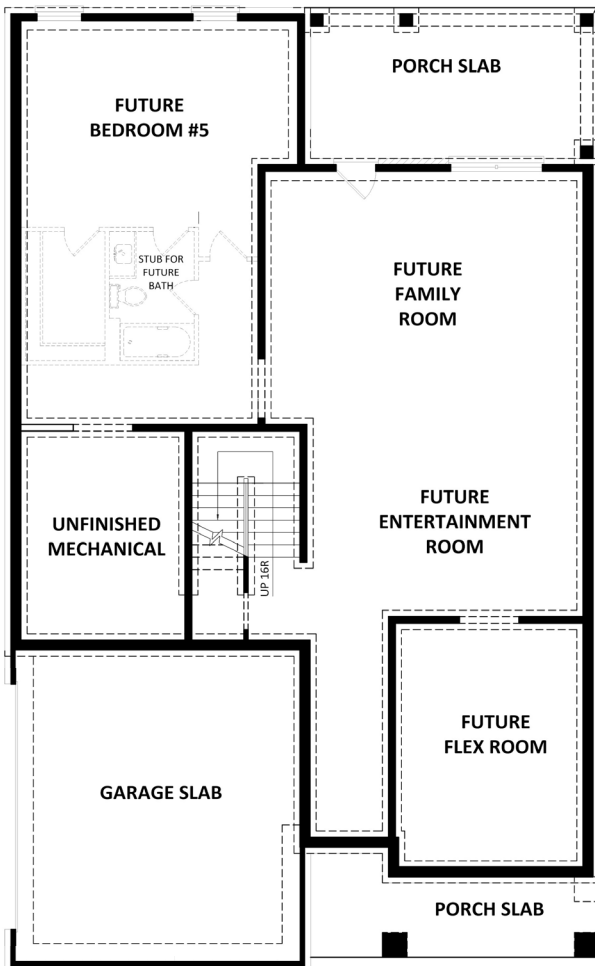 PORCH SLAB
FUTURE
BEDROOM #5
STUB FOR
FUTURE
BATH
FUTURE
FAMILY
ROOM
FUTURE
ENTERTAINMENT
ROOM
UNFINISHED
MECHANICAL
UP 16R
FUTURE
FLEX ROOM
GARAGE SLAB
PORCH SLAB